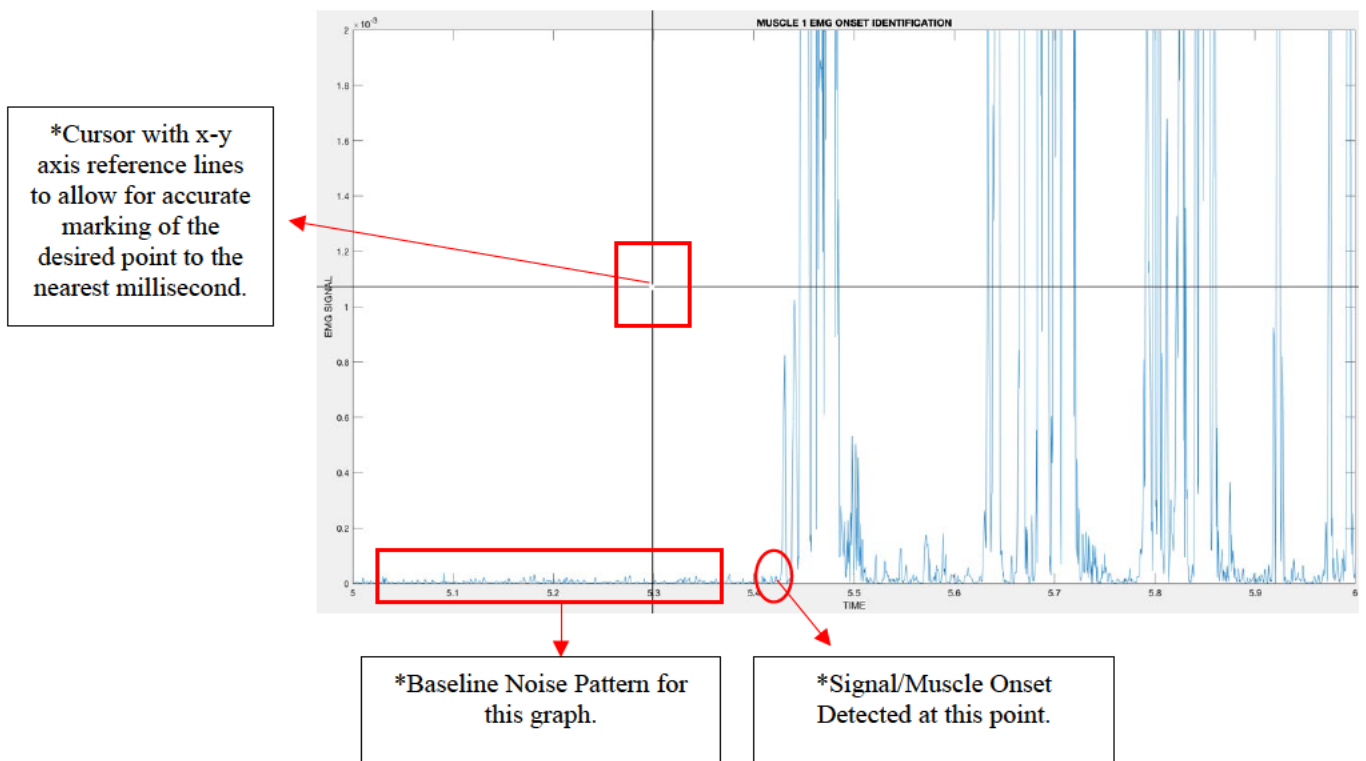 MUSCLE 1 EMG ONSET IDENTIFICATION
× 10⁻³
2
1.8
1.6
1.4
1.2
1
0.8
0.6
0.4
0.2
0
EMG SIGNAL
5
5.1
5.2
5.3
5.4
5.5
5.6
5.7
5.8
5.9
6
TIME
*Cursor with x-y
axis reference lines
to allow for accurate
marking of the
desired point to the
nearest millisecond.
*Baseline Noise Pattern for
this graph.
*Signal/Muscle Onset
Detected at this point.